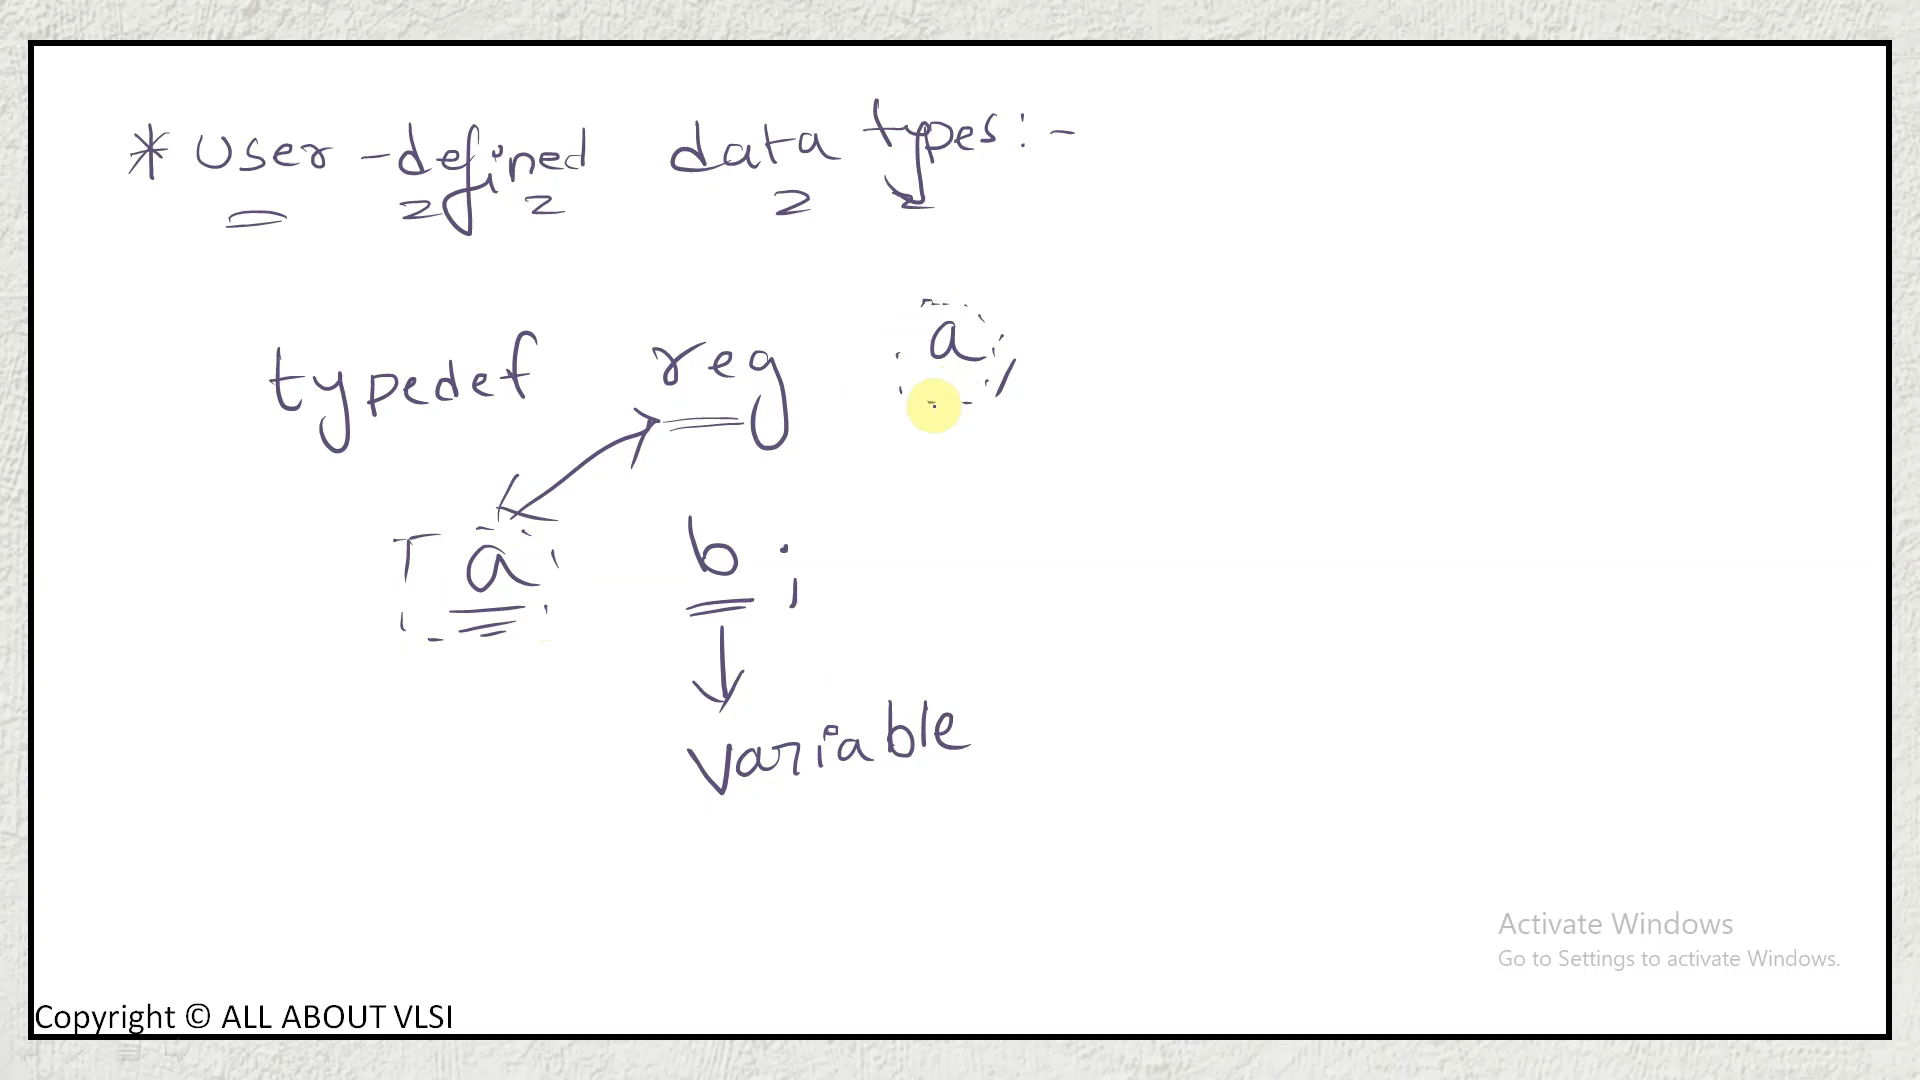 * User-defined data types:-
typedef reg a;
a b;
variable
Activate Windows
Go to Settings to activate Windows.
Copyright © ALL ABOUT VLSI